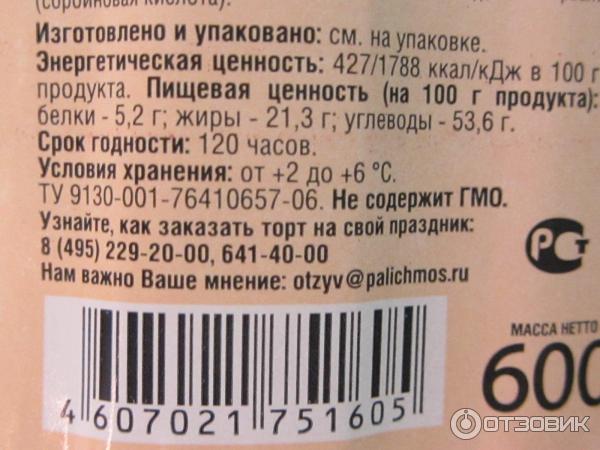 (сорбиновая кислота).
Изготовлено и упаковано: см. на упаковке.
Энергетическая ценность: 427/1788 ккал/кДж в 100 г
продукта. Пищевая ценность (на 100 г продукта):
белки - 5,2 г; жиры - 21,3 г; углеводы - 53,6 г.
Срок годности: 120 часов.
Условия хранения: от +2 до +6 °С.
ТУ 9130-001-76410657-06. Не содержит ГМО.
Узнайте, как заказать торт на свой праздник:
8 (495) 229-20-00, 641-40-00
Нам важно Ваше мнение: otzyv@palichmos.ru
РСТ
МАССА НЕТТО
600
4 607021 751605
ОТЗОВИК